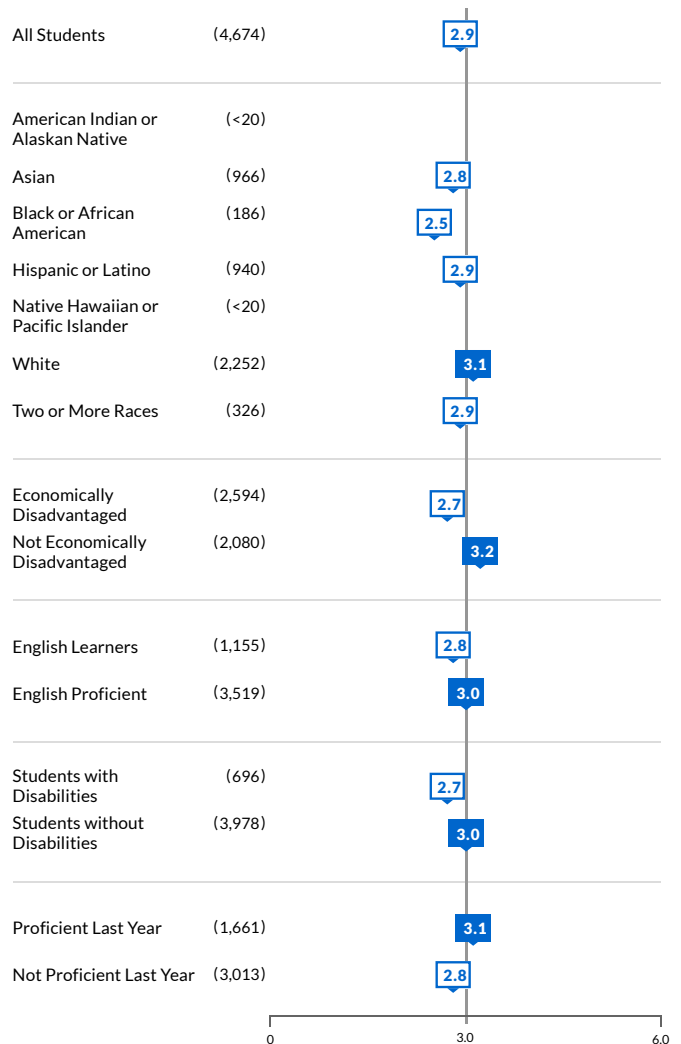 All Students (4,674) 2.9
American Indian or (<20)
Alaskan Native
Asian (966) 2.8
Black or African (186) 2.5
American
Hispanic or Latino (940) 2.9
Native Hawaiian or (<20)
Pacific Islander
White (2,252) 3.1
Two or More Races (326) 2.9
Economically (2,594) 2.7
Disadvantaged
Not Economically (2,080) 3.2
Disadvantaged
English Learners (1,155) 2.8
English Proficient (3,519) 3.0
Students with (696) 2.7
Disabilities
Students without (3,978) 3.0
Disabilities
Proficient Last Year (1,661) 3.1
Not Proficient Last Year (3,013) 2.8
0 3.0 6.0